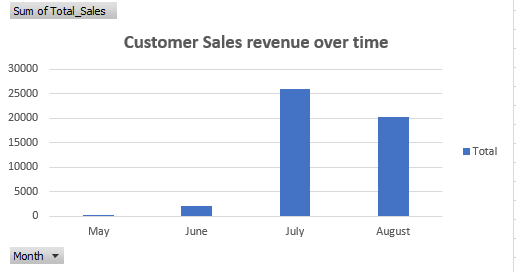 Sum of Total_Sales
Customer Sales revenue over time
30000
25000
20000
15000
10000
5000
0
May June July August
Total
Month